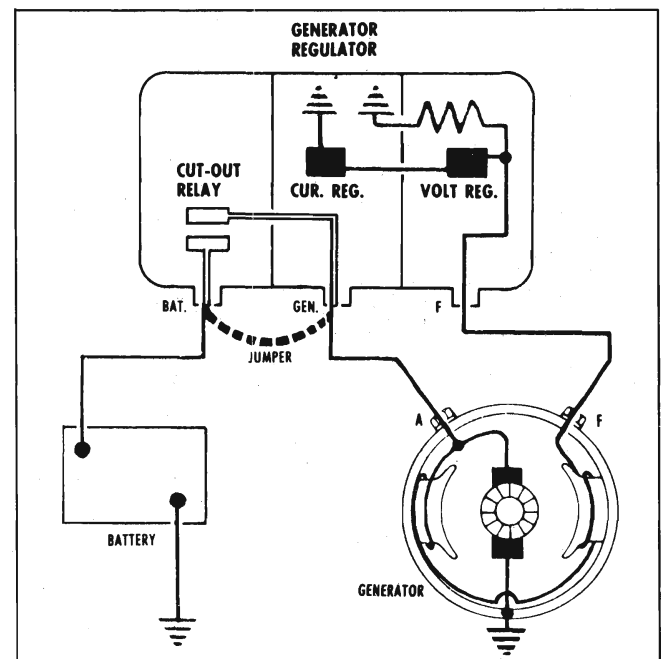 GENERATOR
REGULATOR
CUT-OUT
RELAY
CUR. REG.
VOLT REG.
BAT.
GEN.
F
JUMPER
A
F
BATTERY
GENERATOR